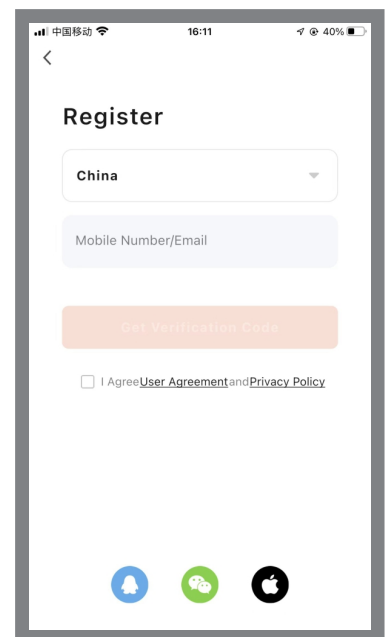 中国移动 16:11 40%
Register
China
Mobile Number/Email
Get Verification Code
I AgreeUser AgreementandPrivacy Policy